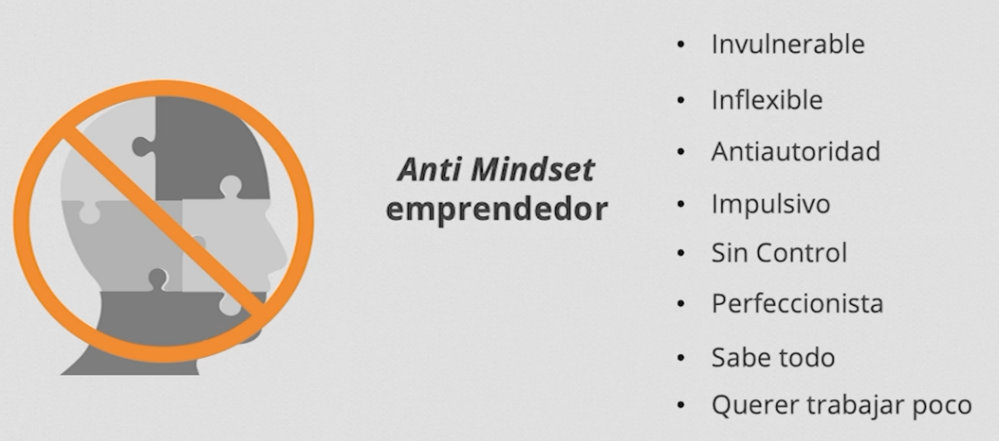 Anti Mindset
emprendedor
• Invulnerable
• Inflexible
• Antiautoridad
• Impulsivo
• Sin Control
• Perfeccionista
• Sabe todo
• Querer trabajar poco